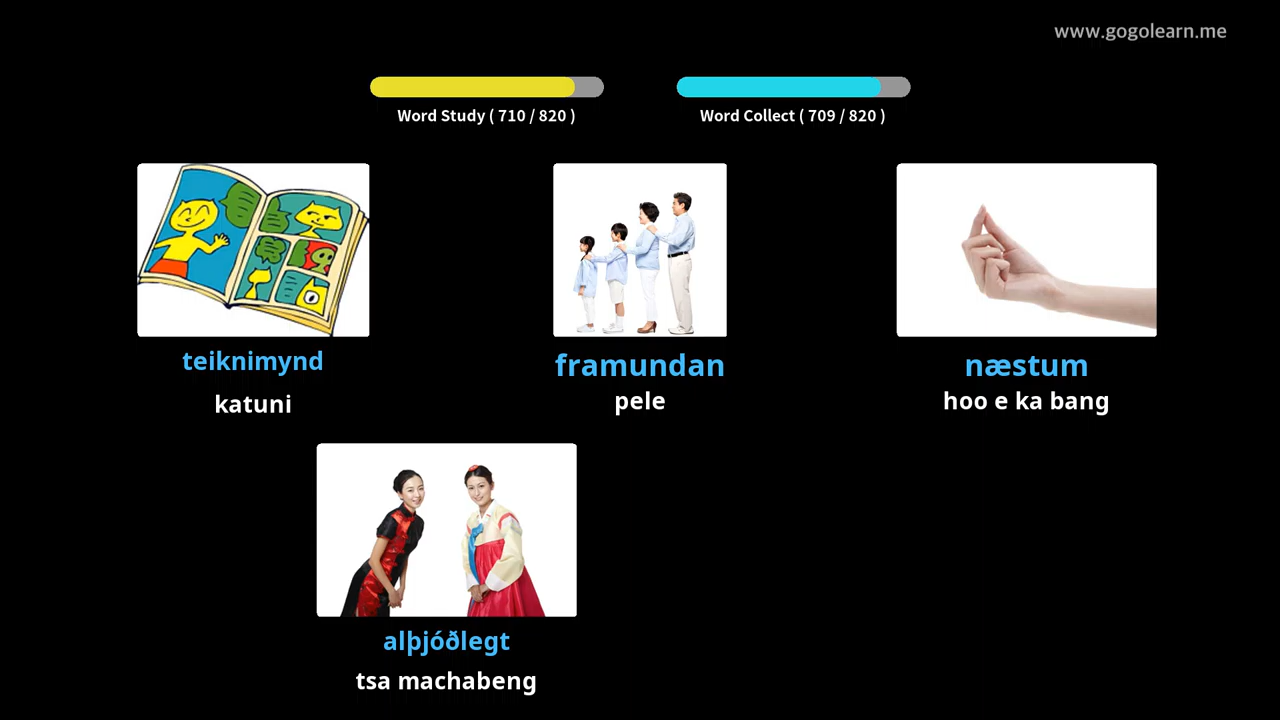 www.gogolearn.me
Word Study ( 710 / 820 )
Word Collect ( 709 / 820 )
teiknimynd
katuni
framundan
pele
næstum
hoo e ka bang
alþjóðlegt
tsa machabeng